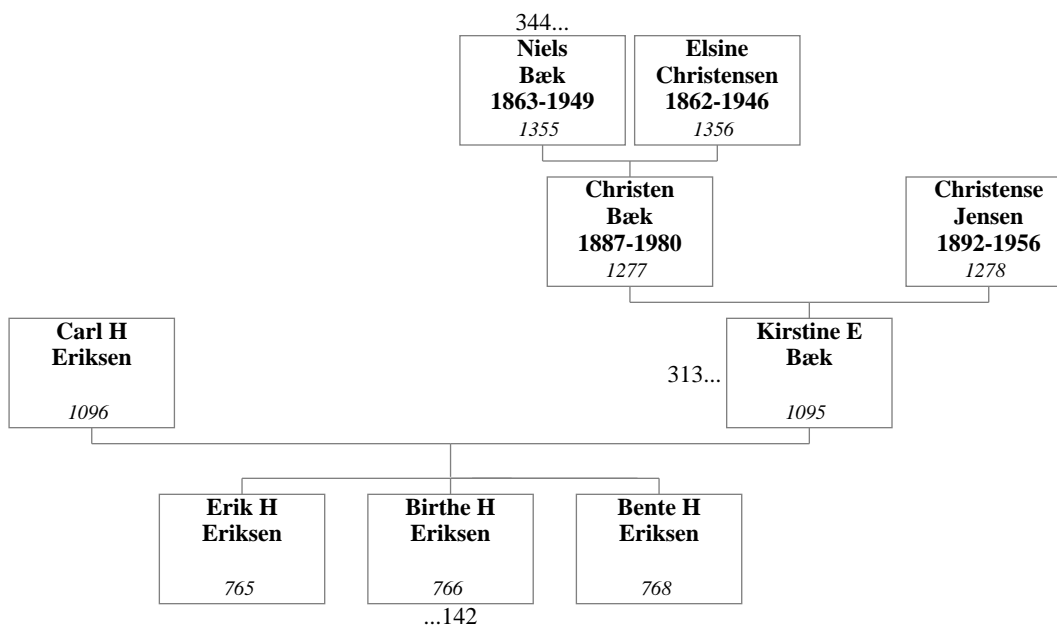 344...
Niels
Bæk
1863-1949
1355
Elsine
Christensen
1862-1946
1356
Christen
Bæk
1887-1980
1277
Christense
Jensen
1892-1956
1278
Carl H
Eriksen
1096
313...
Kirstine E
Bæk
1095
Erik H
Eriksen
765
Birthe H
Eriksen
766
...142
Bente H
Eriksen
768